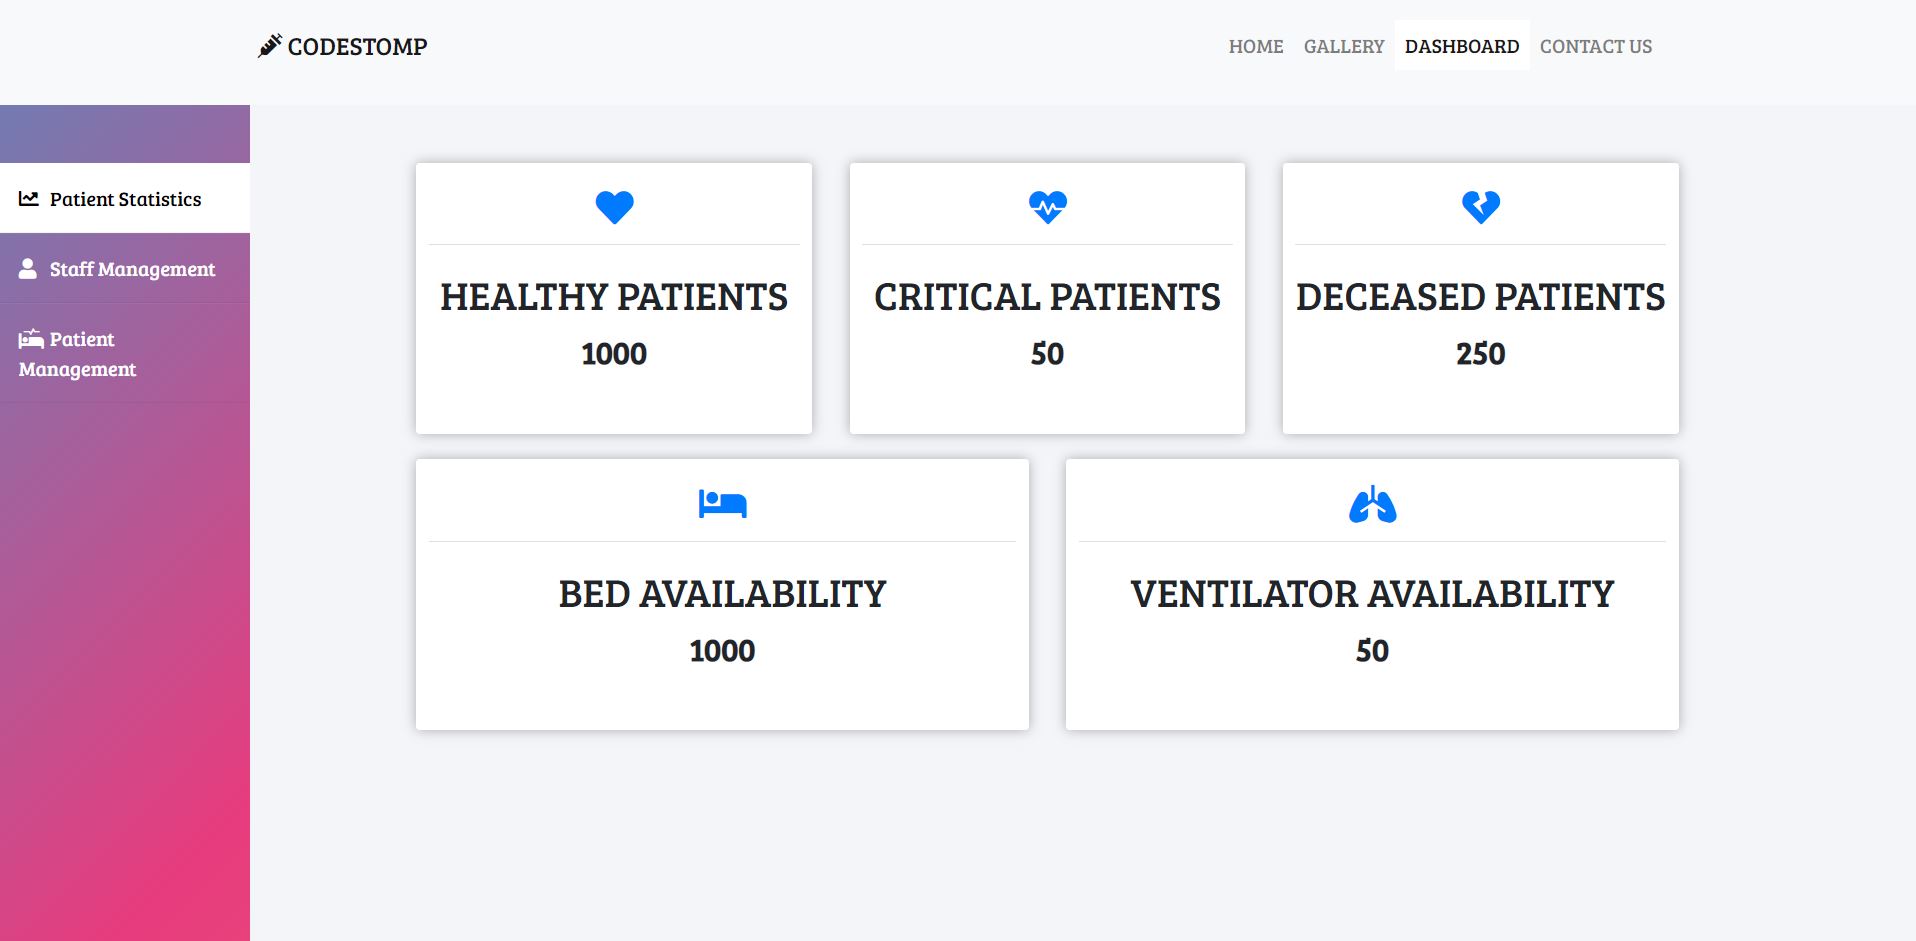 CODESTOMP
HOME GALLERY DASHBOARD CONTACT US
Patient Statistics
Staff Management
Patient
Management
HEALTHY PATIENTS
1000
CRITICAL PATIENTS
50
DECEASED PATIENTS
250
BED AVAILABILITY
1000
VENTILATOR AVAILABILITY
50